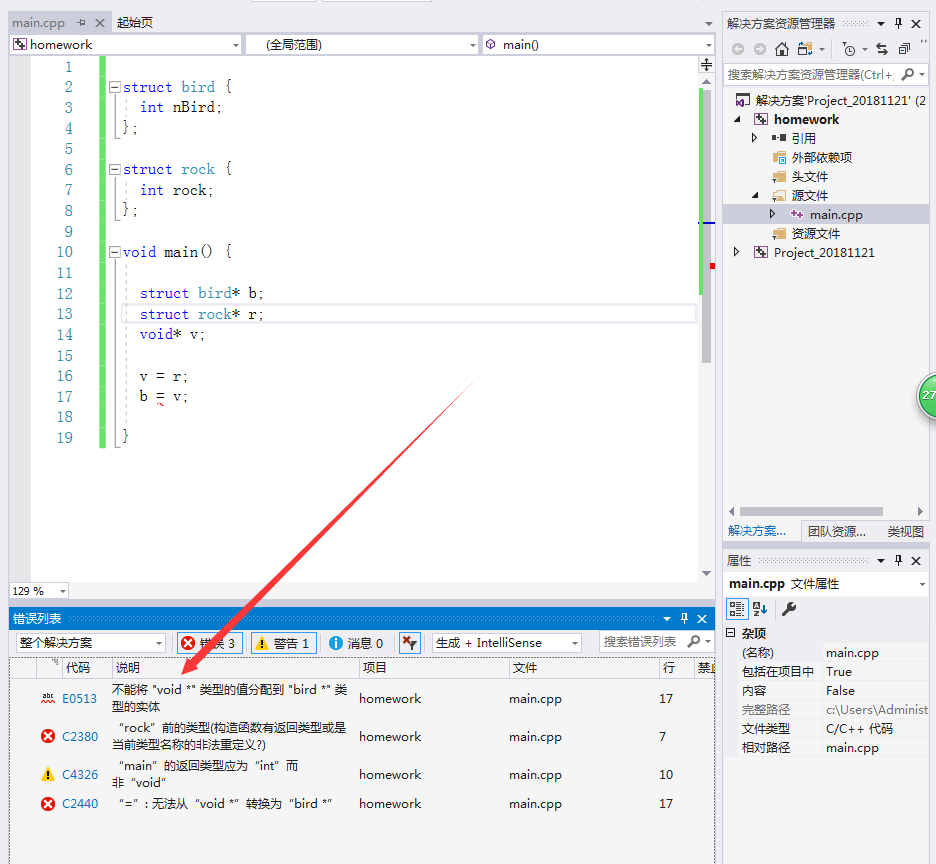 main.cpp
起始页
homework
(全局范围)
main()
1
2 struct bird {
3 int nBird;
4 };
5
6 struct rock {
7 int rock;
8 };
9
10 void main() {
11
12 struct bird* b;
13 struct rock* r;
14 void* v;
15
16 v = r;
17 b = v;
18
19 }
129 %
解决方案资源管理器
搜索解决方案资源管理器(Ctrl+;
解决方案'Project_20181121' (2
homework
引用
外部依赖项
头文件
源文件
main.cpp
资源文件
Project_20181121
27
解决方案... 团队资源... 类视图
属性
main.cpp 文件属性
杂项
(名称) main.cpp
包括在项目中 True
内容 False
完整路径 c:\Users\Administ
文件类型 C/C++ 代码
相对路径 main.cpp
错误列表
整个解决方案 错误 3 警告 1 消息 0 生成 + IntelliSense 搜索错误列表
代码 说明 项目 文件 行 禁止
abc E0513 不能将 "void *" 类型的值分配到 "bird *" 类
型的实体 homework main.cpp 17
C2380 “rock”前的类型(构造函数有返回类型或是
当前类型名称的非法重定义?) homework main.cpp 7
C4326 “main”的返回类型应为“int”而
非“void” homework main.cpp 10
C2440 “=”: 无法从“void *”转换为“bird *” homework main.cpp 17